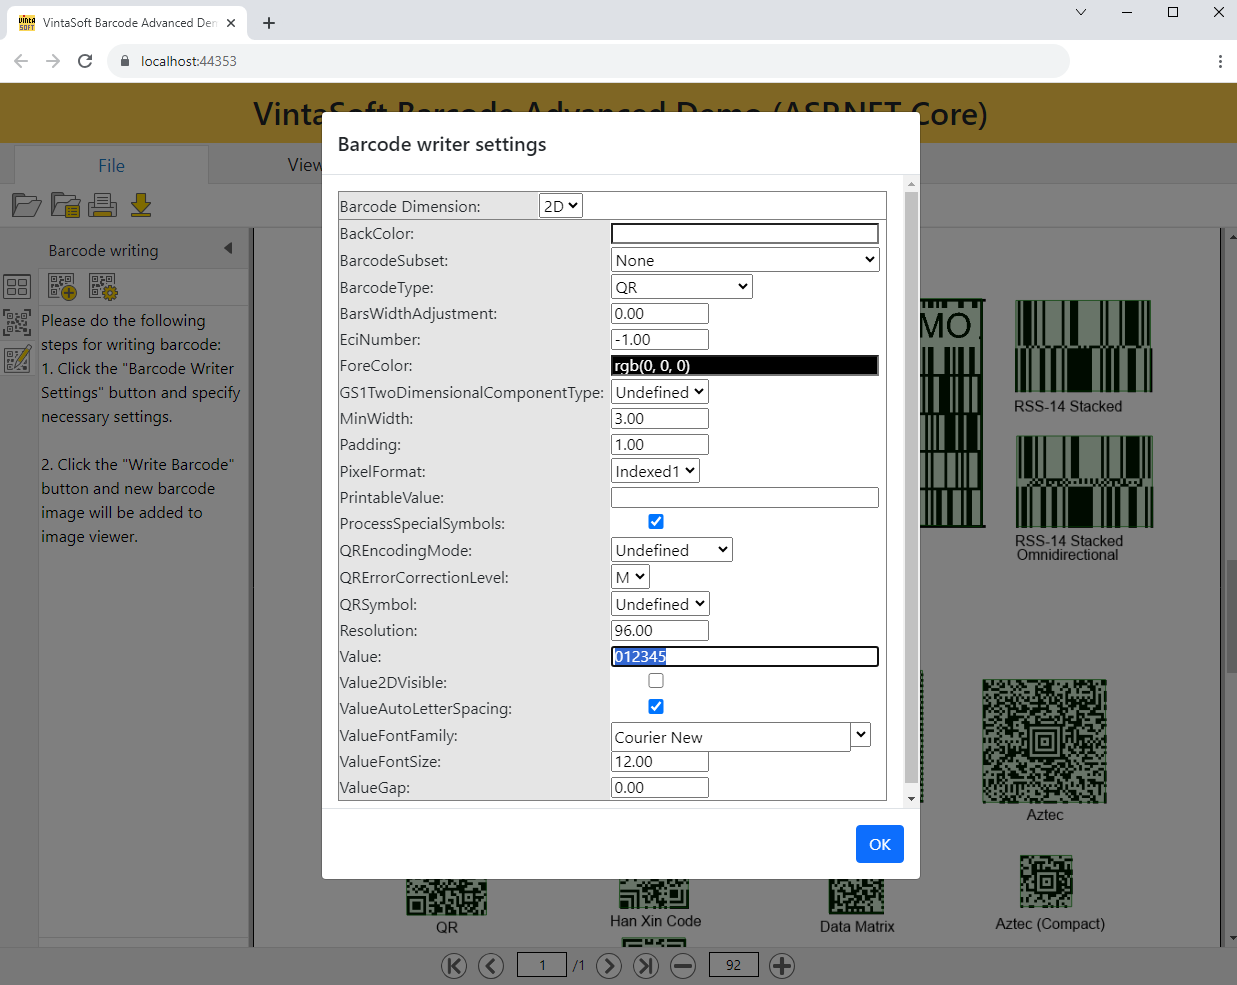 VintaSoft Barcode Advanced Dem
localhost:44353
VintaSoft Barcode Advanced Demo (ASP.NET Core)
File
View
Barcode writing
Please do the following
steps for writing barcode:
1. Click the "Barcode Writer
Settings" button and specify
necessary settings.
2. Click the "Write Barcode"
button and new barcode
image will be added to
image viewer.
Barcode writer settings
Barcode Dimension: 2D
BackColor:
BarcodeSubset: None
BarcodeType: QR
BarsWidthAdjustment: 0.00
EciNumber: -1.00
ForeColor: rgb(0, 0, 0)
GS1TwoDimensionalComponentType: Undefined
MinWidth: 3.00
Padding: 1.00
PixelFormat: Indexed1
PrintableValue:
ProcessSpecialSymbols:
QREncodingMode: Undefined
QRErrorCorrectionLevel: M
QRSymbol: Undefined
Resolution: 96.00
Value: 012345
Value2DVisible:
ValueAutoLetterSpacing:
ValueFontFamily: Courier New
ValueFontSize: 12.00
ValueGap: 0.00
OK
MO
RSS-14 Stacked
RSS-14 Stacked
Omnidirectional
Aztec
QR
Han Xin Code
Data Matrix
Aztec (Compact)
1 /1
92